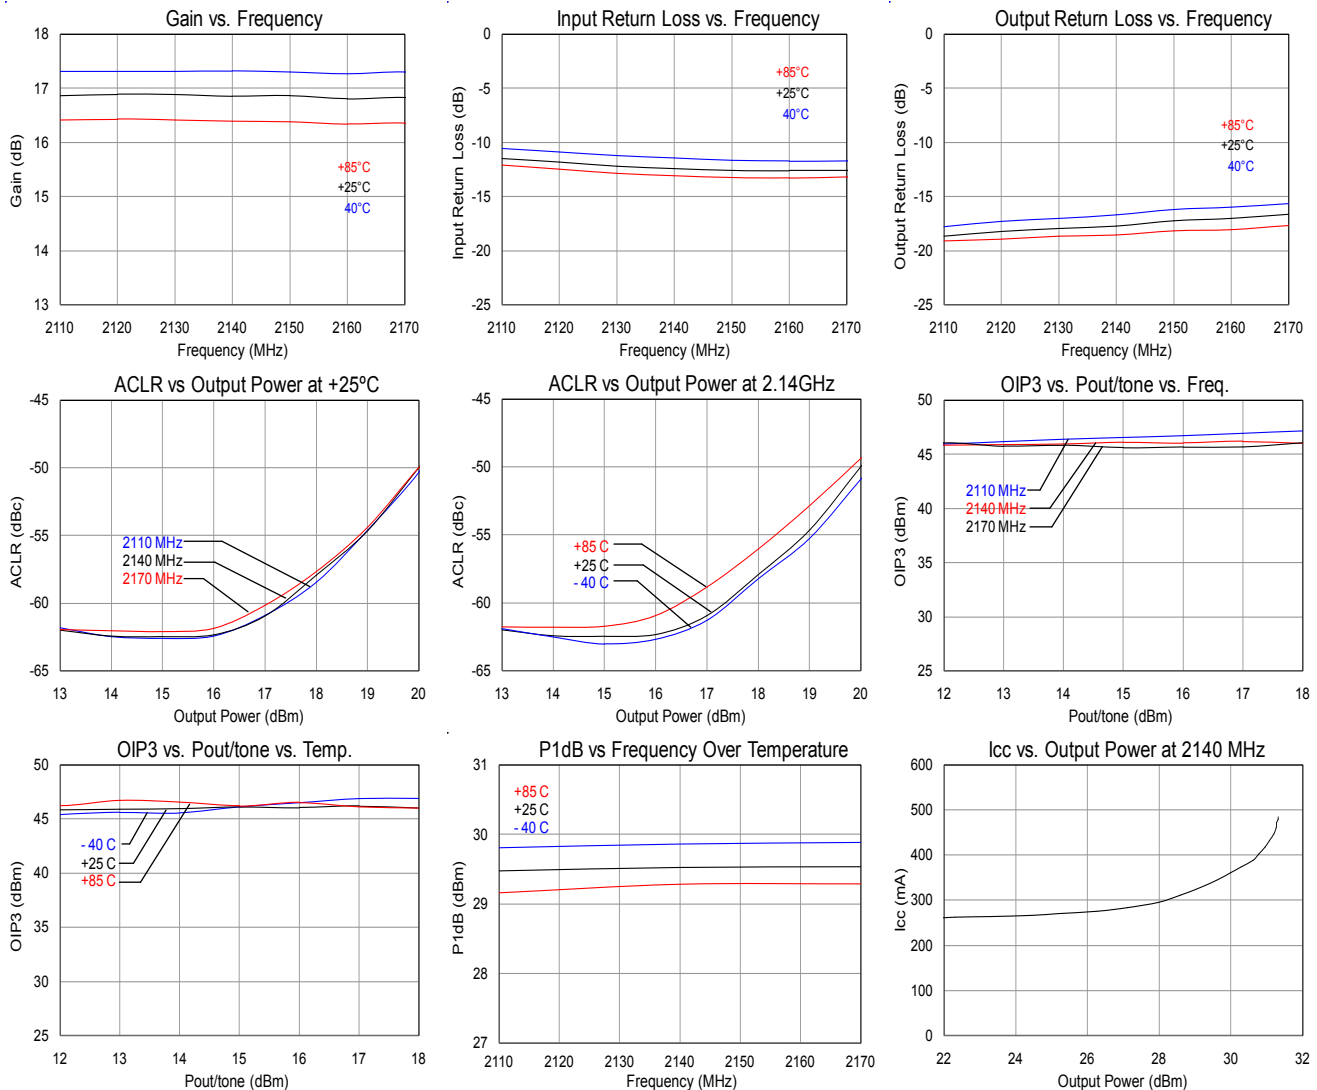 Gain vs. Frequency
18
17
16
15
14
13
Gain (dB)
+85°C
+25°C
40°C
2110 2120 2130 2140 2150 2160 2170
Frequency (MHz)
Input Return Loss vs. Frequency
0
-5
-10
-15
-20
-25
Input Return Loss (dB)
+85°C
+25°C
40°C
2110 2120 2130 2140 2150 2160 2170
Frequency (MHz)
Output Return Loss vs. Frequency
0
-5
-10
-15
-20
-25
Output Return Loss (dB)
+85°C
+25°C
40°C
2110 2120 2130 2140 2150 2160 2170
Frequency (MHz)
ACLR vs Output Power at +25ºC
-45
-50
-55
-60
-65
ACLR (dBc)
2110 MHz
2140 MHz
2170 MHz
13 14 15 16 17 18 19 20
Output Power (dBm)
ACLR vs Output Power at 2.14GHz
-45
-50
-55
-60
-65
ACLR (dBc)
+85 C
+25 C
- 40 C
13 14 15 16 17 18 19 20
Output Power (dBm)
OIP3 vs. Pout/tone vs. Freq.
50
45
40
35
30
25
OIP3 (dBm)
2110 MHz
2140 MHz
2170 MHz
12 13 14 15 16 17 18
Pout/tone (dBm)
OIP3 vs. Pout/tone vs. Temp.
50
45
40
35
30
25
OIP3 (dBm)
- 40 C
+25 C
+85 C
12 13 14 15 16 17 18
Pout/tone (dBm)
P1dB vs Frequency Over Temperature
31
30
29
28
27
P1dB (dBm)
+85 C
+25 C
- 40 C
2110 2120 2130 2140 2150 2160 2170
Frequency (MHz)
Icc vs. Output Power at 2140 MHz
600
500
400
300
200
100
0
Icc (mA)
22 24 26 28 30 32
Output Power (dBm)